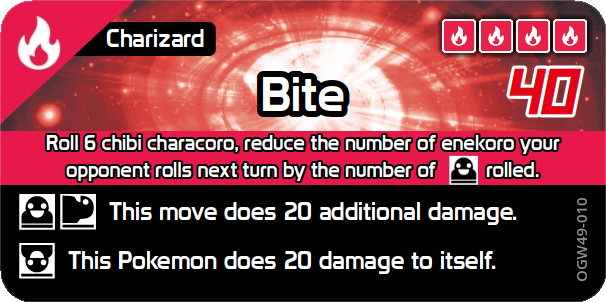 Charizard
Bite
40
Roll 6 chibi characoro, reduce the number of enekoro your
opponent rolls next turn by the number of rolled.
This move does 20 additional damage.
This Pokemon does 20 damage to itself.
OGW49-010